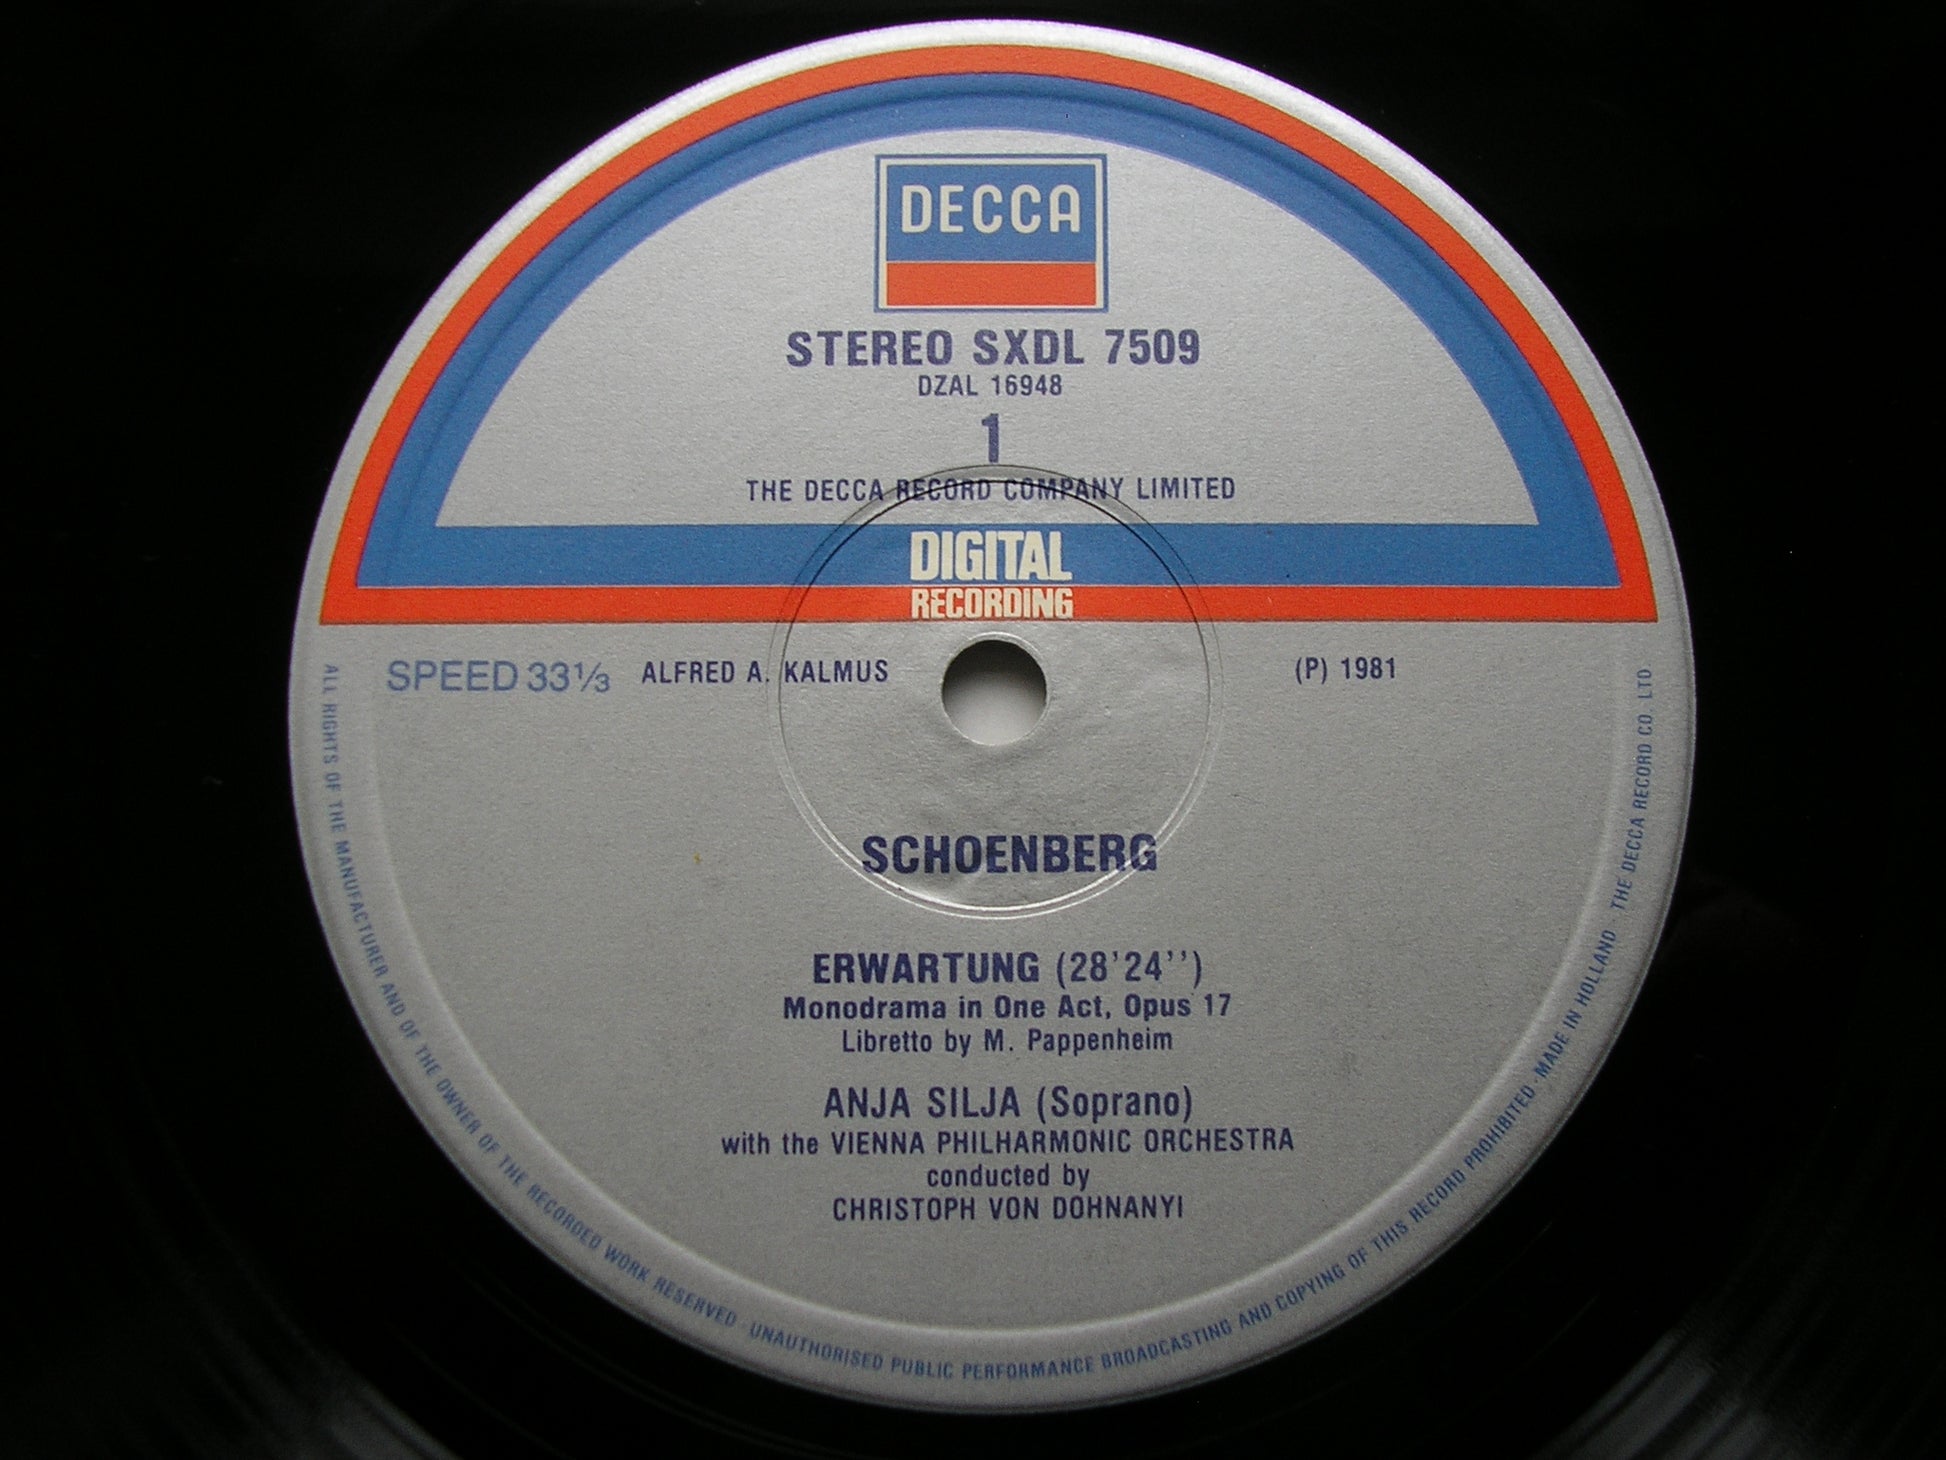 DECCA
STEREO SXDL 7509
DZAL 16948
1
THE DECCA RECORD COMPANY LIMITED
DIGITAL
RECORDING
SPEED 33⅓ ALFRED A. KALMUS (P) 1981
SCHOENBERG
ERWARTUNG (28'24'')
Monodrama in One Act, Opus 17
Libretto by M. Pappenheim
ANJA SILJA (Soprano)
with the VIENNA PHILHARMONIC ORCHESTRA
conducted by
CHRISTOPH VON DOHNANYI
ALL RIGHTS OF THE MANUFACTURER AND OF THE OWNER OF THE RECORDED WORK RESERVED · UNAUTHORISED PUBLIC PERFORMANCE BROADCASTING AND COPYING OF THIS RECORD PROHIBITED · MADE IN HOLLAND · THE DECCA RECORD CO LTD